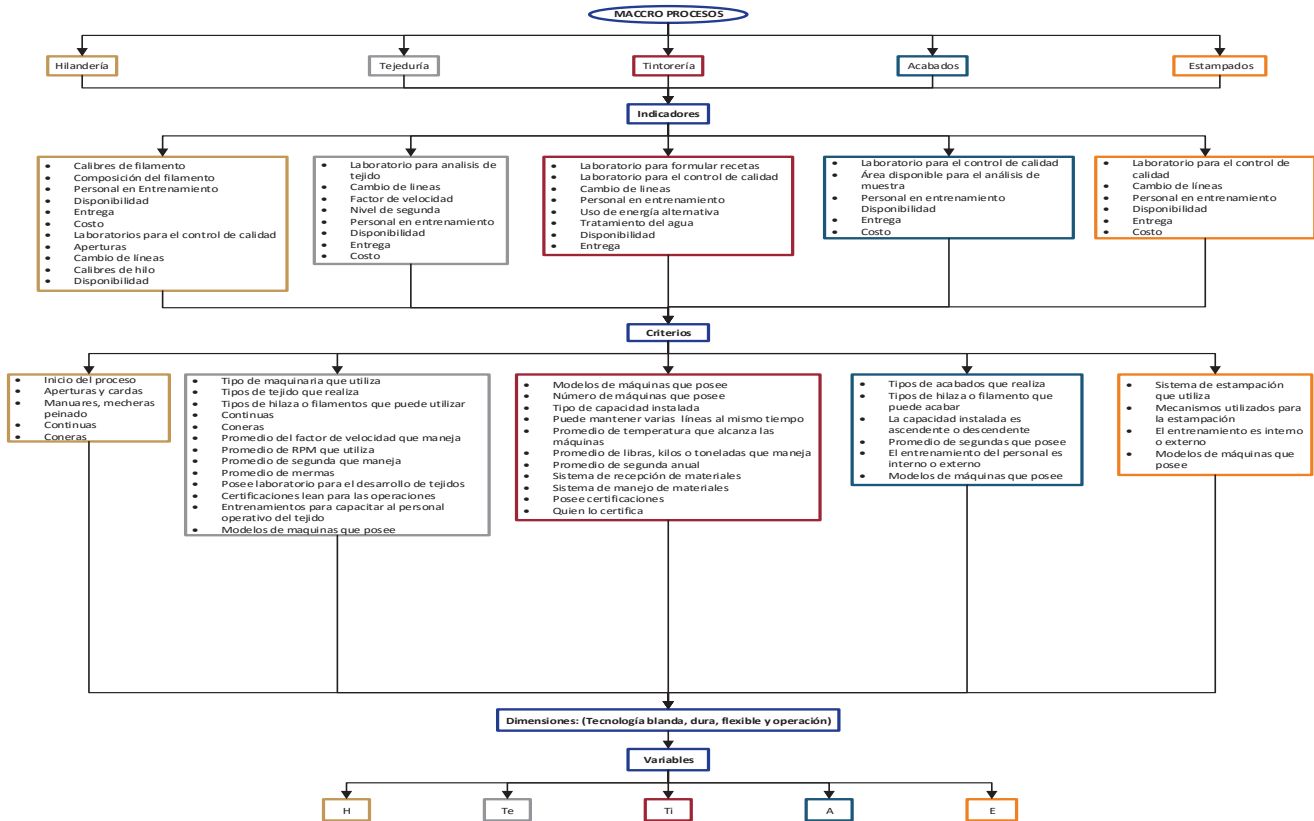 MACCRO PROCESOS
Hilandería
Tejeduría
Tintorería
Acabados
Estampados
Indicadores
• Calibres de filamento
• Composición del filamento
• Personal en Entrenamiento
• Disponibilidad
• Entrega
• Costo
• Laboratorios para el control de calidad
• Aperturas
• Cambio de líneas
• Calibres de hilo
• Disponibilidad
• Laboratorio para analisis de
tejido
• Cambio de lineas
• Factor de velocidad
• Nivel de segunda
• Personal en entrenamiento
• Disponibilidad
• Entrega
• Costo
• Laboratorio para formular recetas
• Laboratorio para el control de calidad
• Cambio de lineas
• Personal en entrenamiento
• Uso de energía alternativa
• Tratamiento del agua
• Disponibilidad
• Entrega
• Laboratorio para el control de calidad
• Área disponible para el análisis de
muestra
• Personal en entrenamiento
• Disponibilidad
• Entrega
• Costo
• Laboratorio para el control de
calidad
• Cambio de líneas
• Personal en entrenamiento
• Disponibilidad
• Entrega
• Costo
Criterios
• Inicio del proceso
• Aperturas y cardas
• Manuares, mecheras
peinado
• Continuas
• Coneras
• Tipo de maquinaria que utiliza
• Tipos de tejido que realiza
• Tipos de hilaza o filamentos que puede utilizar
• Continuas
• Coneras
• Promedio del factor de velocidad que maneja
• Promedio de RPM que utiliza
• Promedio de segunda que maneja
• Promedio de mermas
• Posee laboratorio para el desarrollo de tejidos
• Certificaciones lean para las operaciones
• Entrenamientos para capacitar al personal
operativo del tejido
• Modelos de maquinas que posee
• Modelos de máquinas que posee
• Número de máquinas que posee
• Tipo de capacidad instalada
• Puede mantener varias líneas al mismo tiempo
• Promedio de temperatura que alcanza las
máquinas
• Promedio de libras, kilos o toneladas que maneja
• Promedio de segunda anual
• Sistema de recepción de materiales
• Sistema de manejo de materiales
• Posee certificaciones
• Quien lo certifica
• Tipos de acabados que realiza
• Tipos de hilaza o filamento que
puede acabar
• La capacidad instalada es
ascendente o descendente
• Promedio de segundas que posee
• El entrenamiento del personal es
interno o externo
• Modelos de máquinas que posee
• Sistema de estampación
que utiliza
• Mecanismos utilizados para
la estampación
• El entrenamiento es interno
o externo
• Modelos de máquinas que
posee
Dimensiones: (Tecnología blanda, dura, flexible y operación)
Variables
H
Te
Ti
A
E